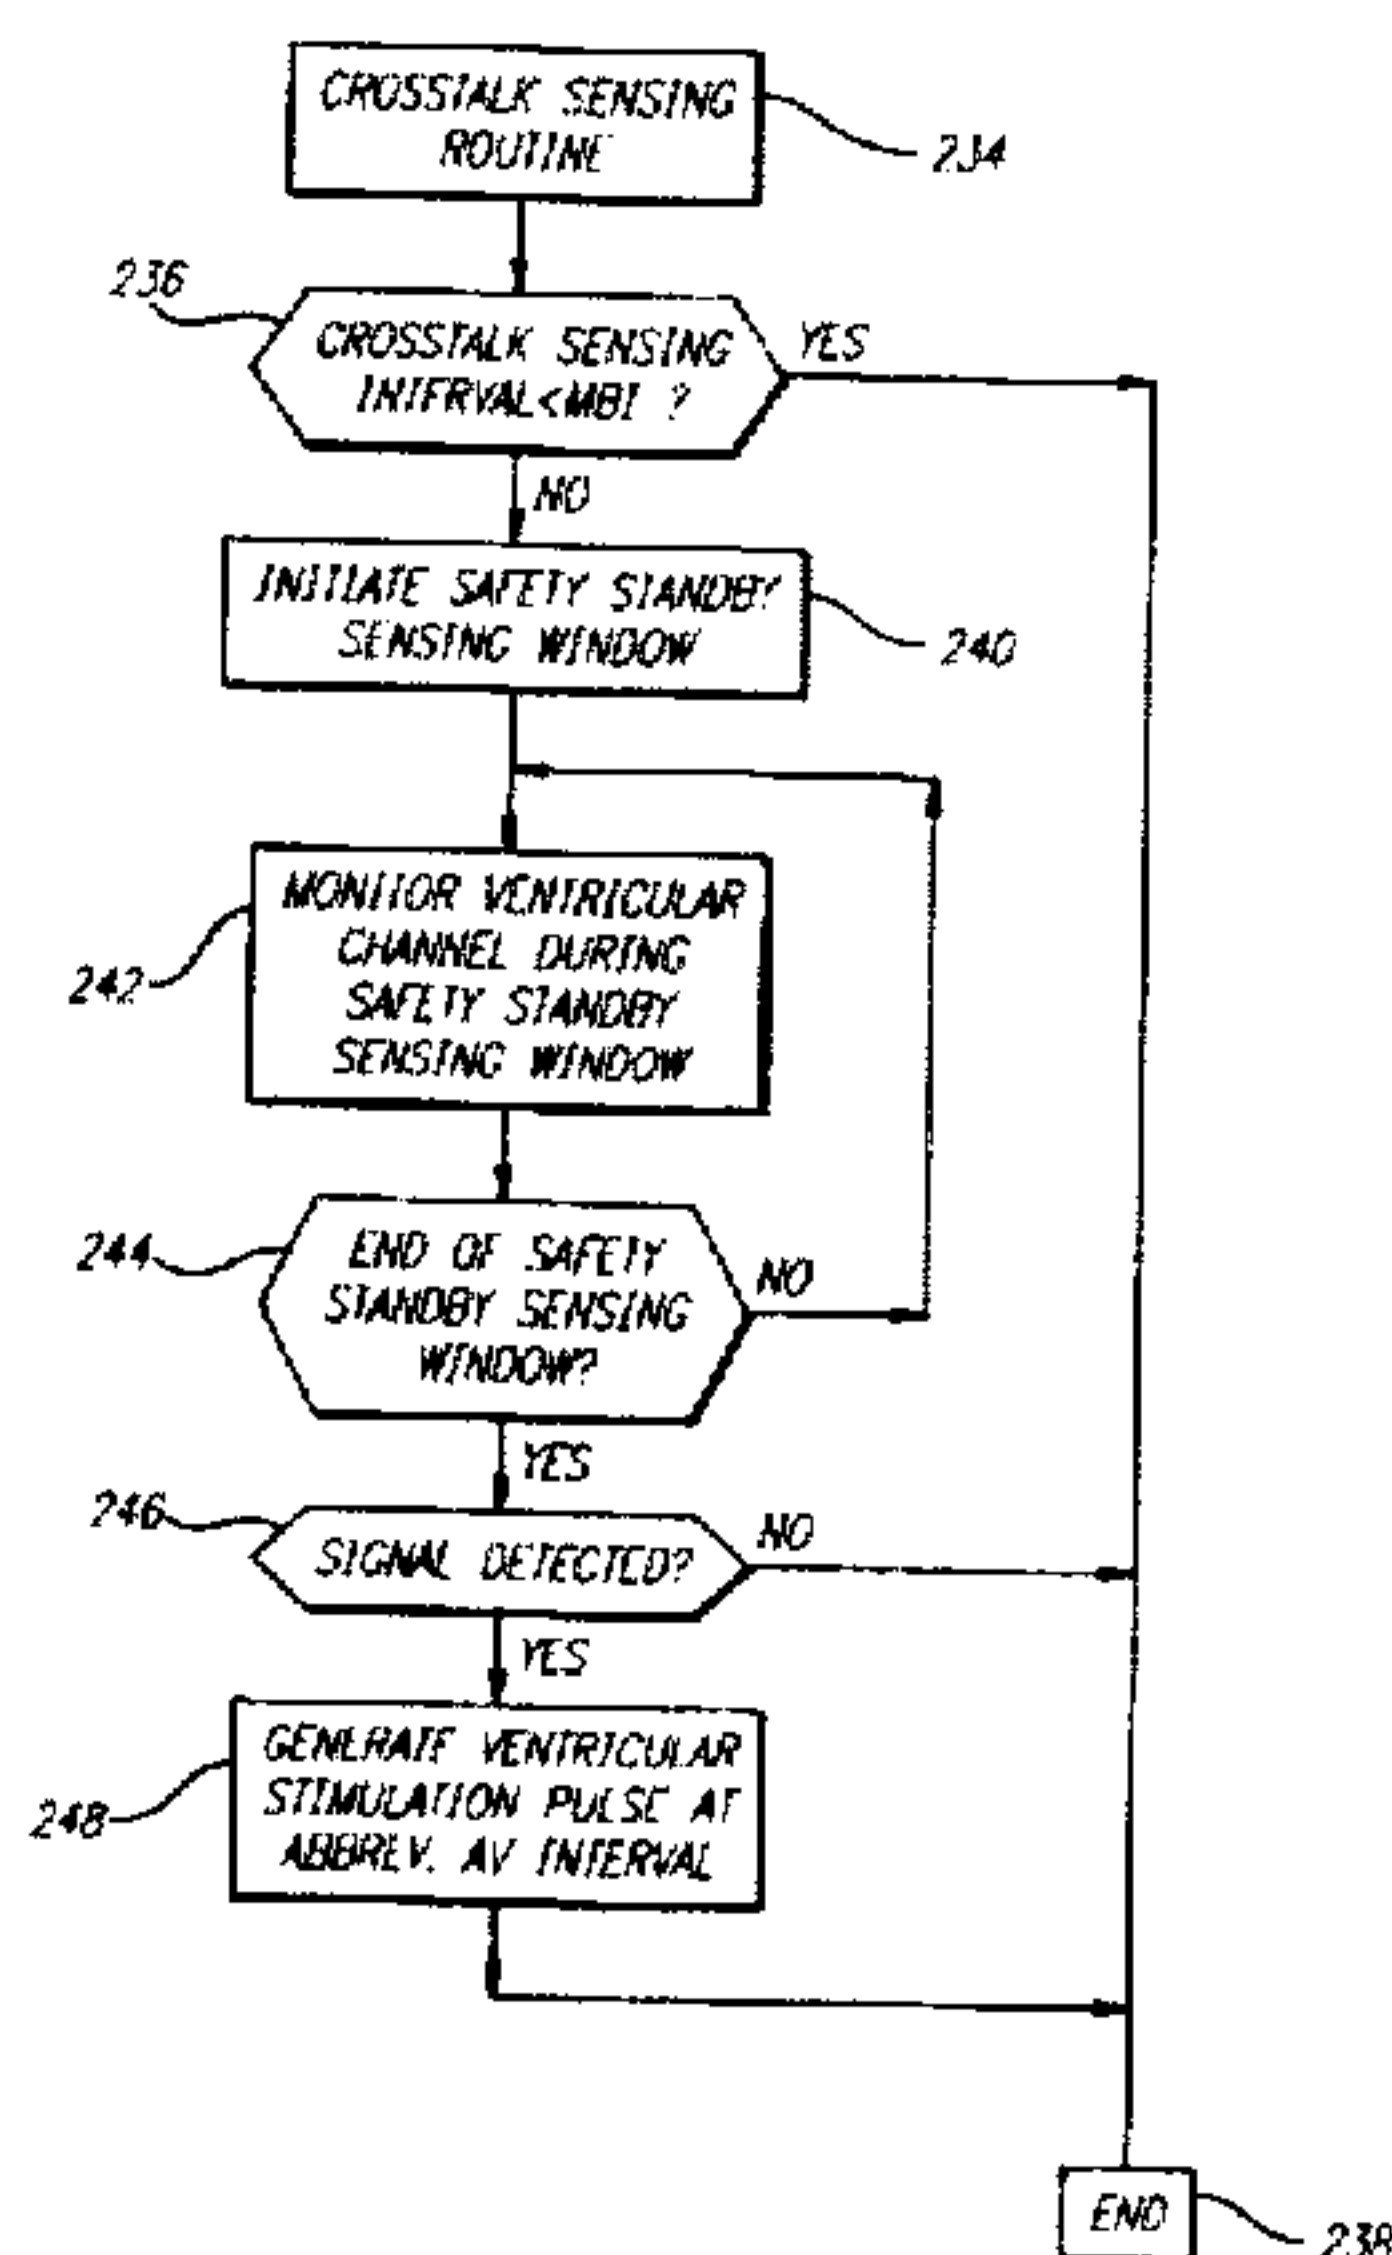 CROSSTALK SENSING
ROUTINE
234
236
CROSSTALK SENSING
INTERVAL<MBI ?
YES
NO
INITIATE SAFETY STANDBY
SENSING WINDOW
240
MONITOR VENTRICULAR
CHANNEL DURING
SAFETY STANDBY
SENSING WINDOW
242
244
END OF SAFETY
STANDBY SENSING
WINDOW?
NO
YES
246
SIGNAL DETECTED?
NO
YES
GENERATE VENTRICULAR
STIMULATION PULSE AT
ABBREV. AV INTERVAL
248
END
238